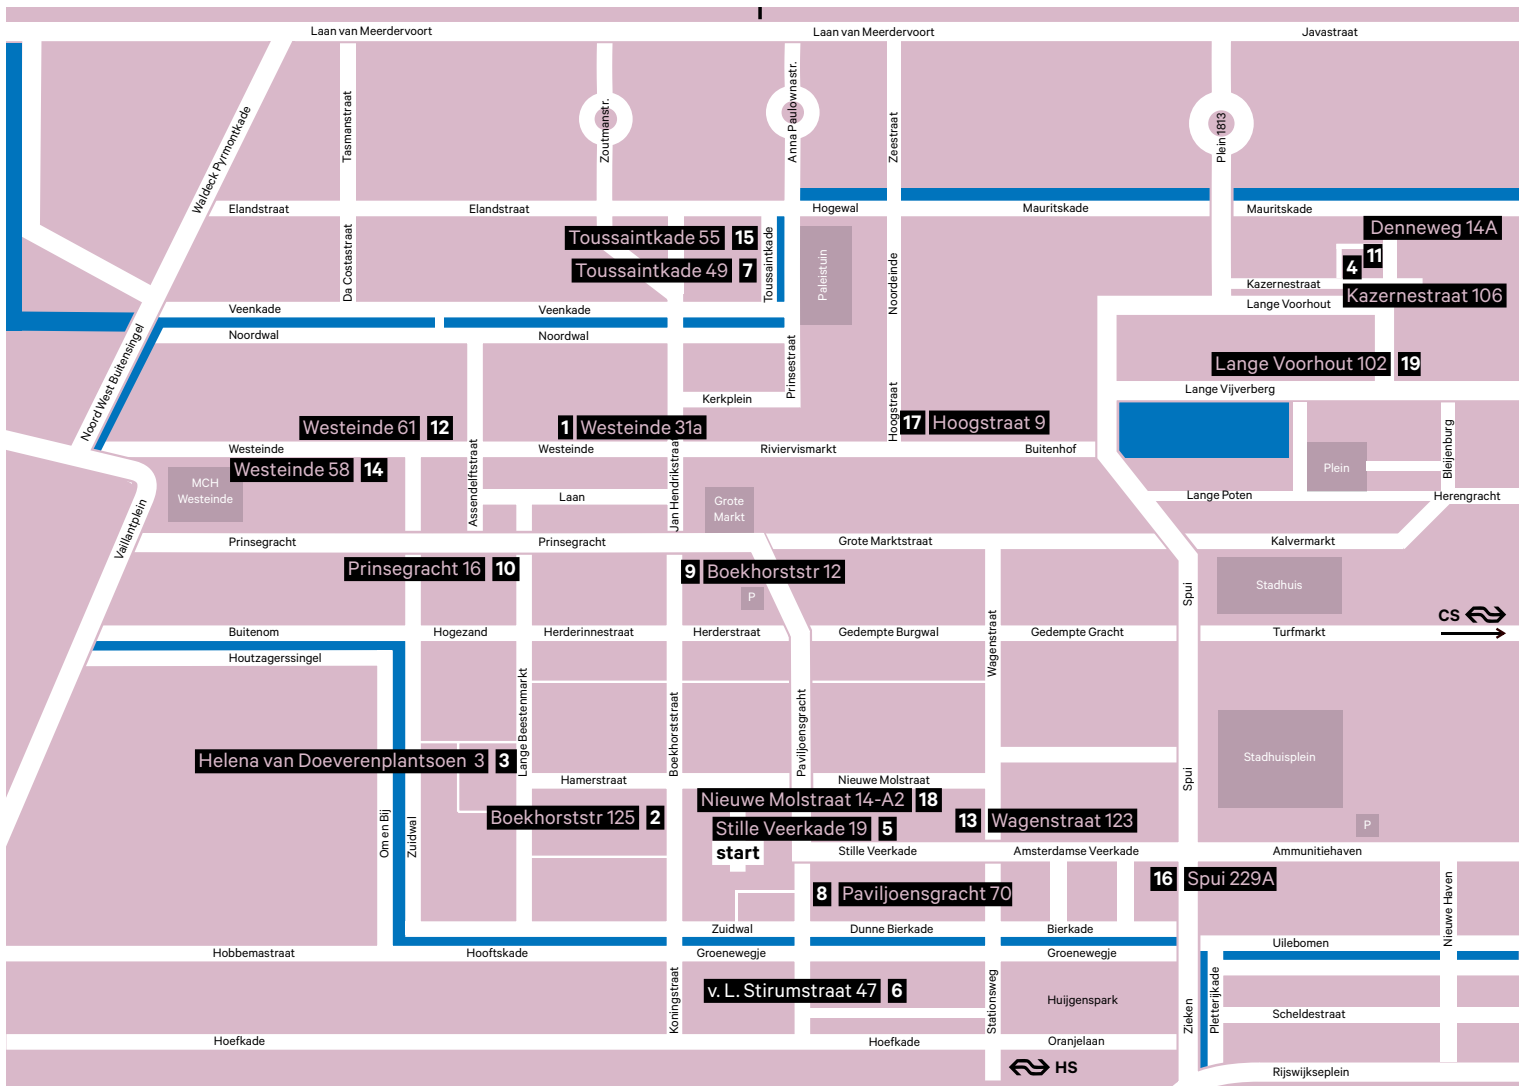 Laan van Meerdervoort
Laan van Meerdervoort
Javastraat
Waldeck Pyrmontkade
Tasmanstraat
Zoutmanstr.
Anna Paulownastr.
Zeestraat
Plein 1813
Elandstraat
Elandstraat
Hogewal
Mauritskade
Mauritskade
Denneweg 14A
11
4
Kazernestraat
Kazernestraat 106
Toussaintkade 55 15
Toussaintkade 49 7
Toussaintkade
Paleistuin
Noordeinde
Da Costastraat
Veenkade
Veenkade
Lange Voorhout
Noordwal
Noordwal
Noord West Buitensingel
Prinsestraat
Lange Voorhout 102 19
Kerkplein
Lange Vijverberg
Hoogstraat
Westeinde 61 12
1 Westeinde 31a
17 Hoogstraat 9
Westeinde
Westeinde
Riviervismarkt
Buitenhof
Bleijenburg
Westeinde 58 14
MCH
Westeinde
Assendelftstraat
Jan Hendrikstraat
Plein
Laan
Grote
Markt
Lange Poten
Herengracht
Vaillantplein
Prinsegracht
Prinsegracht
Grote Marktstraat
Kalvermarkt
Prinsegracht 16 10
9 Boekhorststr 12
P
Spui
Stadhuis
CS
Buitenom
Hogezand
Herderinnestraat
Herderstraat
Gedempte Burgwal
Wagenstraat
Gedempte Gracht
Turfmarkt
Houtzagerssingel
Lange Beestenmarkt
Boekhorststraat
Paviljoensgracht
Helena van Doeverenplantsoen 3 3
Stadhuisplein
Spui
Hamerstraat
Nieuwe Molstraat
Nieuwe Molstraat 14-A2 18
Boekhorststr 125 2
Stille Veerkade 19 5
13 Wagenstraat 123
P
Om en Bij
Zuidwal
start
Stille Veerkade
Amsterdamse Veerkade
Ammunitiehaven
16 Spui 229A
8 Paviljoensgracht 70
Nieuwe Haven
Zuidwal
Dunne Bierkade
Bierkade
Uilebomen
Hobbemastraat
Hooftskade
Groenewegje
Groenewegje
v. L. Stirumstraat 47 6
Koningstraat
Stationsweg
Huijgenspark
Zieken
Pletterijkade
Scheldestraat
Hoefkade
Hoefkade
Oranjelaan
HS
Rijswijkseplein